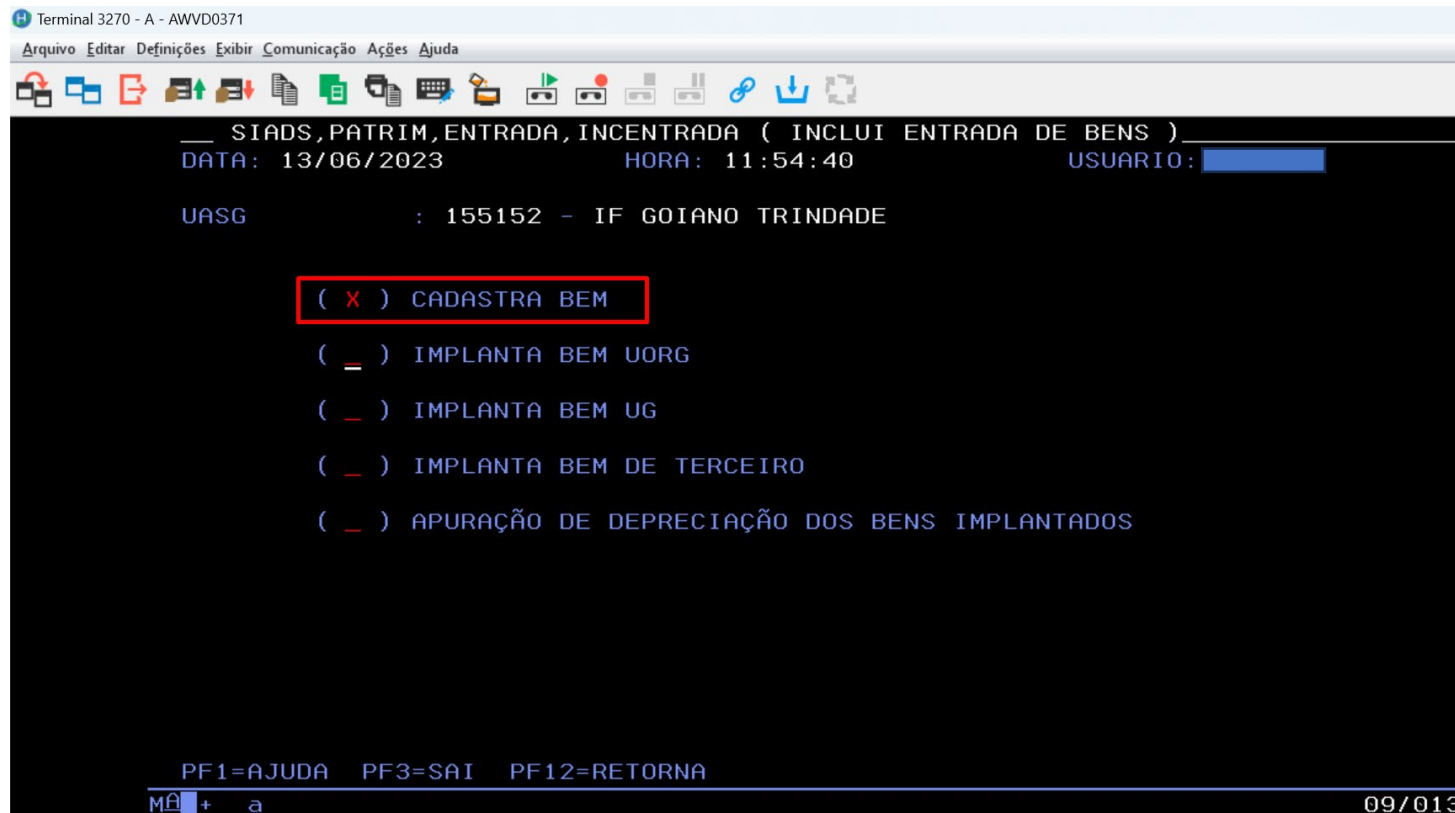 Terminal 3270 - A - AWVD0371
Arquivo Editar Definições Exibir Comunicação Ações Ajuda
__ SIADS,PATRIM,ENTRADA,INCENTRADA ( INCLUI ENTRADA DE BENS )
DATA: 13/06/2023 HORA: 11:54:40 USUARIO:
UASG : 155152 - IF GOIANO TRINDADE
( X ) CADASTRA BEM
( _ ) IMPLANTA BEM UORG
( _ ) IMPLANTA BEM UG
( _ ) IMPLANTA BEM DE TERCEIRO
( _ ) APURAÇÃO DE DEPRECIAÇÃO DOS BENS IMPLANTADOS
PF1=AJUDA PF3=SAI PF12=RETORNA
MA + a 09/013